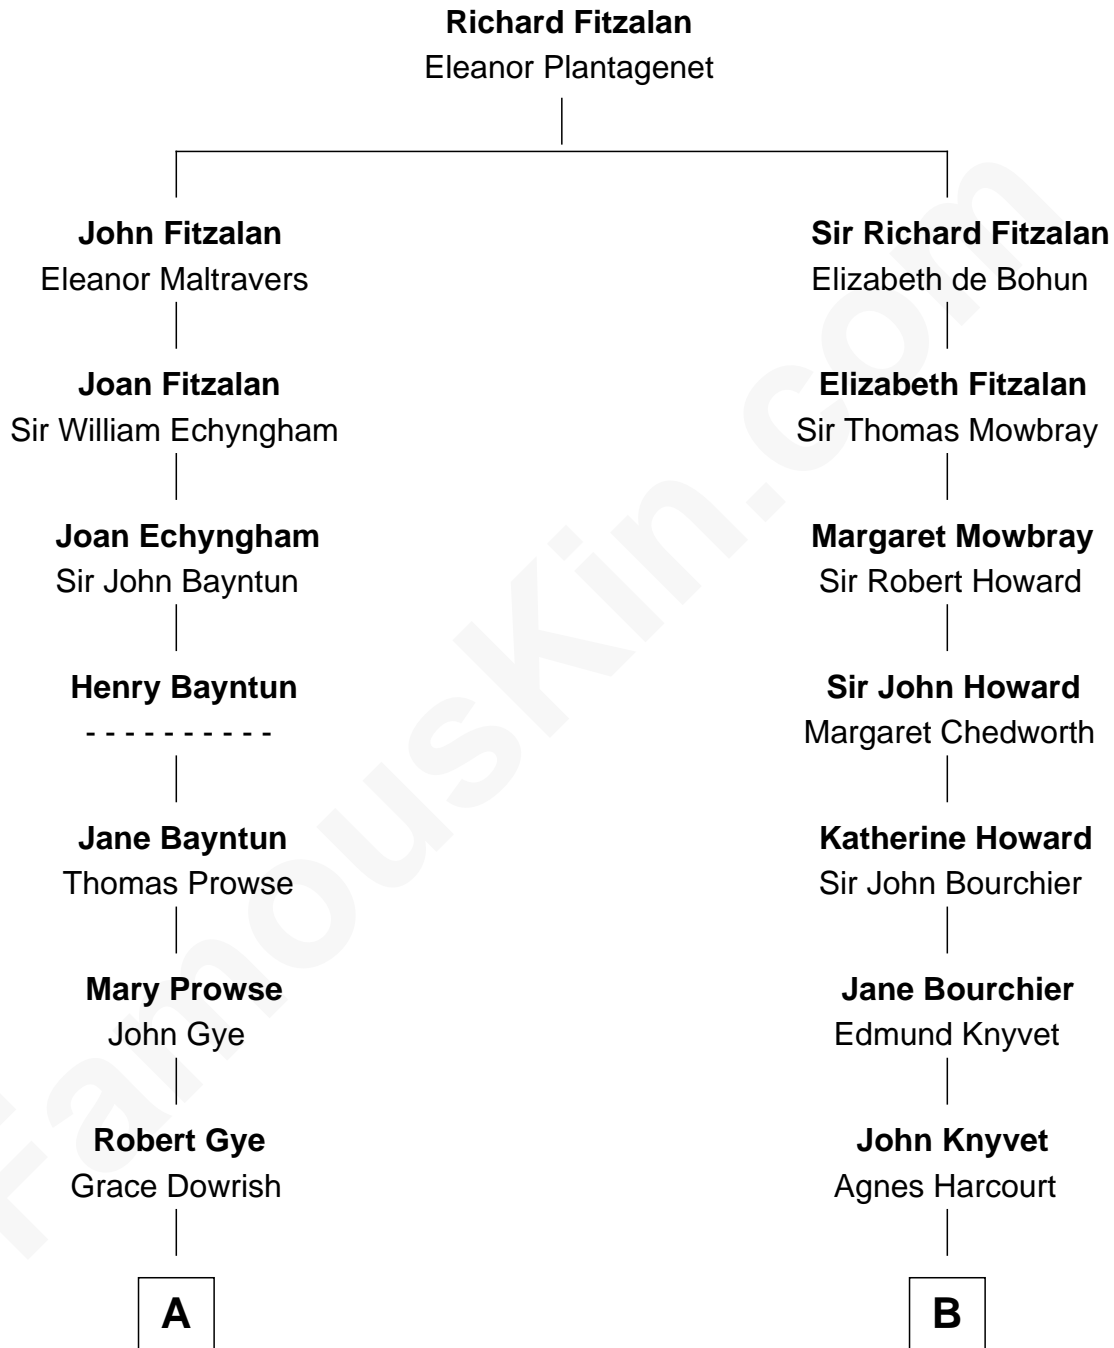 Richard Fitzalan
Eleanor Plantagenet
John Fitzalan
Eleanor Maltravers
Sir Richard Fitzalan
Elizabeth de Bohun
Joan Fitzalan
Sir William Echyngham
Elizabeth Fitzalan
Sir Thomas Mowbray
Joan Echyngham
Sir John Bayntun
Margaret Mowbray
Sir Robert Howard
Henry Bayntun
- - - - - - - - - -
Sir John Howard
Margaret Chedworth
Jane Bayntun
Thomas Prowse
Katherine Howard
Sir John Bourchier
Mary Prowse
John Gye
Jane Bourchier
Edmund Knyvet
Robert Gye
Grace Dowrish
John Knyvet
Agnes Harcourt
A
B
FamousKin.com